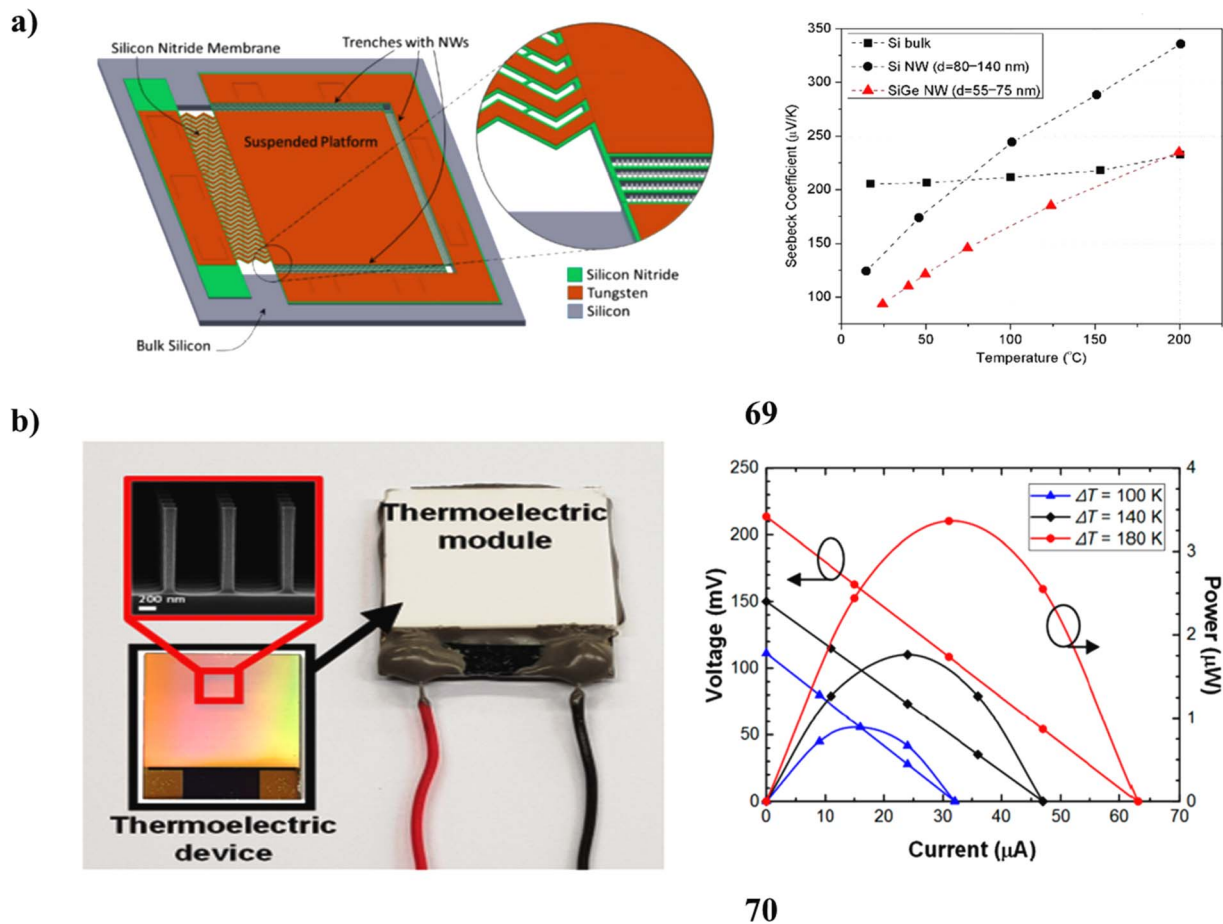 a)
Silicon Nitride Membrane
Trenches with NWs
Suspended Platform
Bulk Silicon
Silicon Nitride
Tungsten
Silicon
350
300
250
200
150
100
Seebeck Coefficient (μV/K)
Si bulk
Si NW (d=80−140 nm)
SiGe NW (d=55−75 nm)
0
50
100
150
200
Temperature (°C)
69
b)
200 nm
Thermoelectric
module
Thermoelectric
device
250
200
150
100
50
0
Voltage (mV)
ΔT = 100 K
ΔT = 140 K
ΔT = 180 K
4
3
2
1
0
Power (μW)
0
10
20
30
40
50
60
70
Current (μA)
70